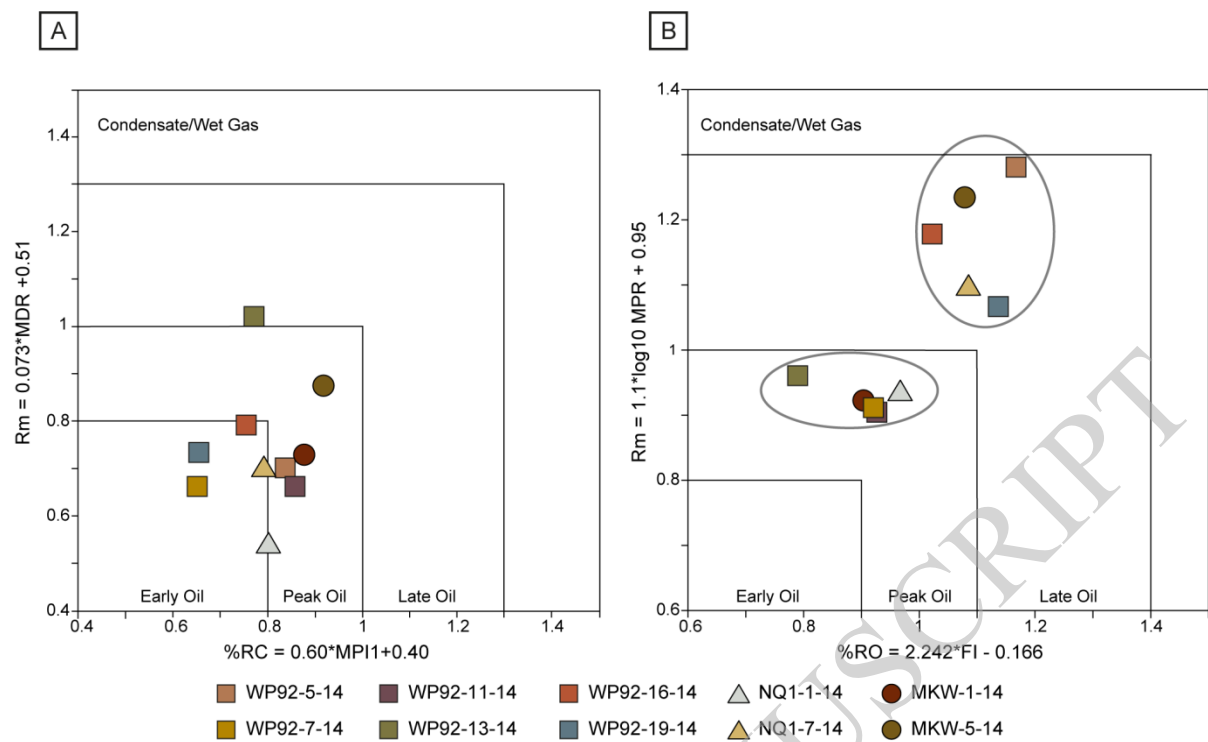 A
B
1.4
1.2
1
0.8
0.6
0.4
Rm = 0.073*MDR +0.51
Condensate/Wet Gas
Early Oil
Peak Oil
Late Oil
0.4
0.6
0.8
1
1.2
1.4
%RC = 0.60*MPI1+0.40
1.4
1.2
1
0.8
0.6
Rm = 1.1*log10 MPR + 0.95
Condensate/Wet Gas
Early Oil
Peak Oil
Late Oil
0.6
0.8
1
1.2
1.4
%RO = 2.242*FI - 0.166
WP92-5-14
WP92-11-14
WP92-16-14
NQ1-1-14
MKW-1-14
WP92-7-14
WP92-13-14
WP92-19-14
NQ1-7-14
MKW-5-14
USCRIPT